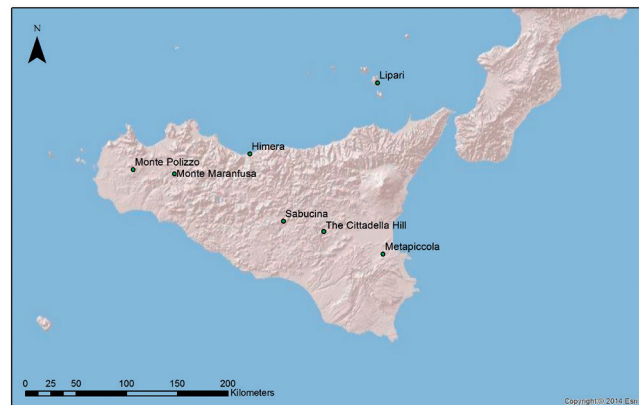 N
Lipari
Himera
Monte Polizzo
Monte Maranfusa
Sabucina
The Cittadella Hill
Metapiccola
0 25 50 100 150 200
Kilometers
Copyright:© 2014 Esri